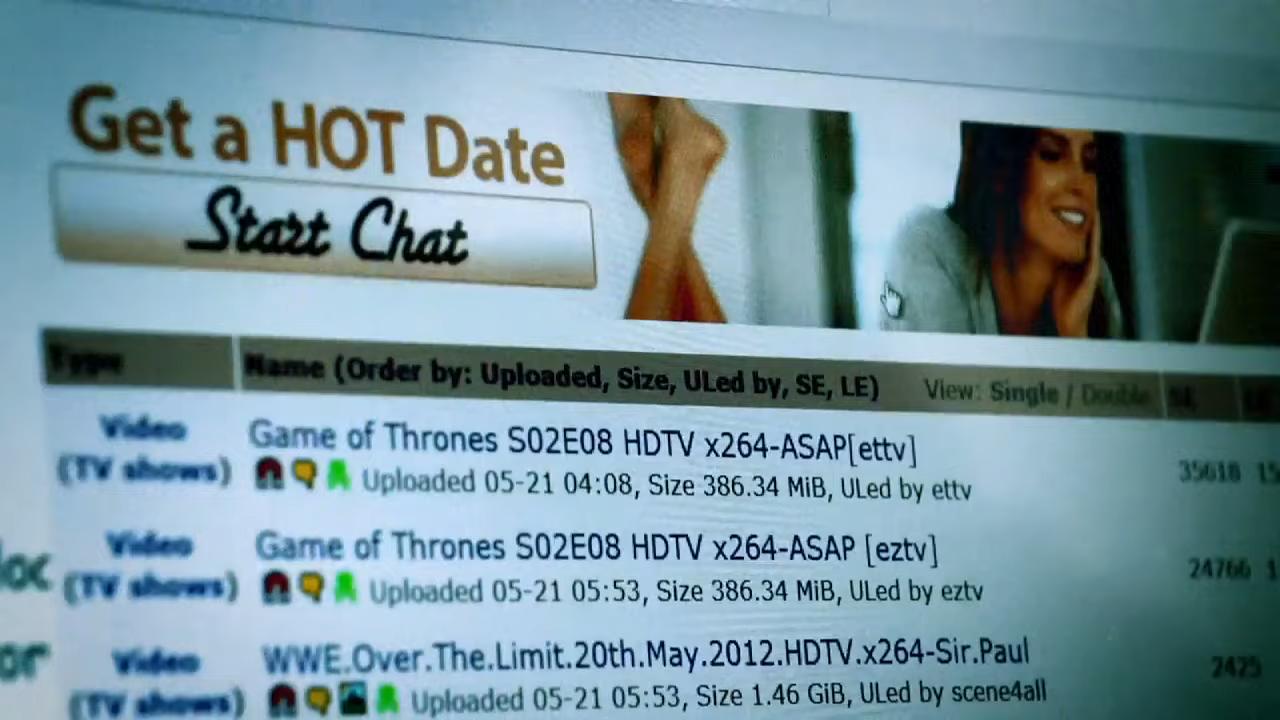 Get a HOT Date
Start Chat
Type Name (Order by: Uploaded, Size, ULed by, SE, LE) View: Single / Double SE
Video Game of Thrones S02E08 HDTV x264-ASAP[ettv]
(TV shows) Uploaded 05-21 04:08, Size 386.34 MiB, ULed by ettv 35618 15
Video Game of Thrones S02E08 HDTV x264-ASAP [eztv]
(TV shows) Uploaded 05-21 05:53, Size 386.34 MiB, ULed by eztv 24766 1
Video WWE.Over.The.Limit.20th.May.2012.HDTV.x264-Sir.Paul
(TV shows) Uploaded 05-21 05:53, Size 1.46 GiB, ULed by scene4all 2425